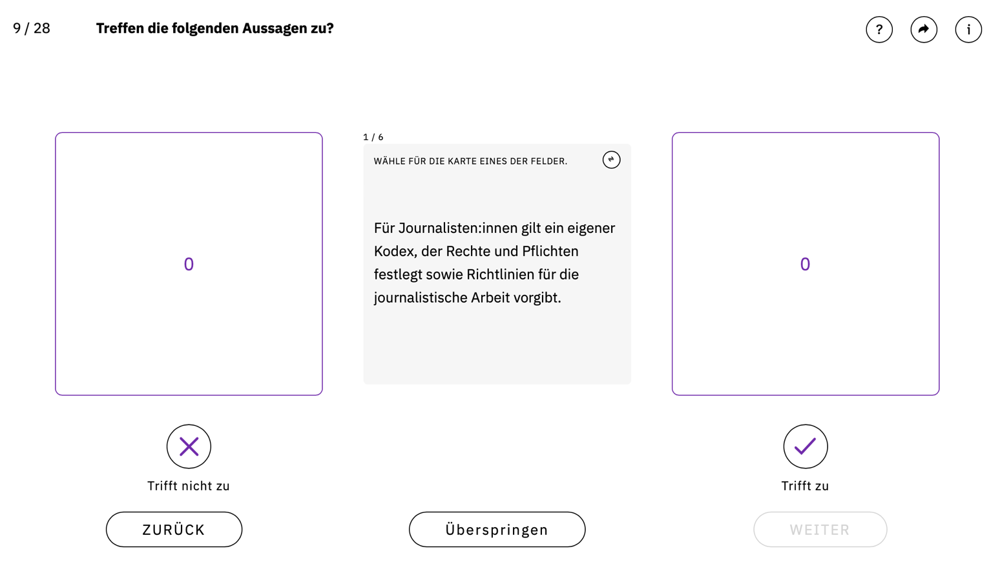 9 / 28
Treffen die folgenden Aussagen zu?
?
i
1 / 6
WÄHLE FÜR DIE KARTE EINES DER FELDER.
Für Journalisten:innen gilt ein eigener
Kodex, der Rechte und Pflichten
festlegt sowie Richtlinien für die
journalistische Arbeit vorgibt.
0
0
Trifft nicht zu
Trifft zu
ZURÜCK
Überspringen
WEITER